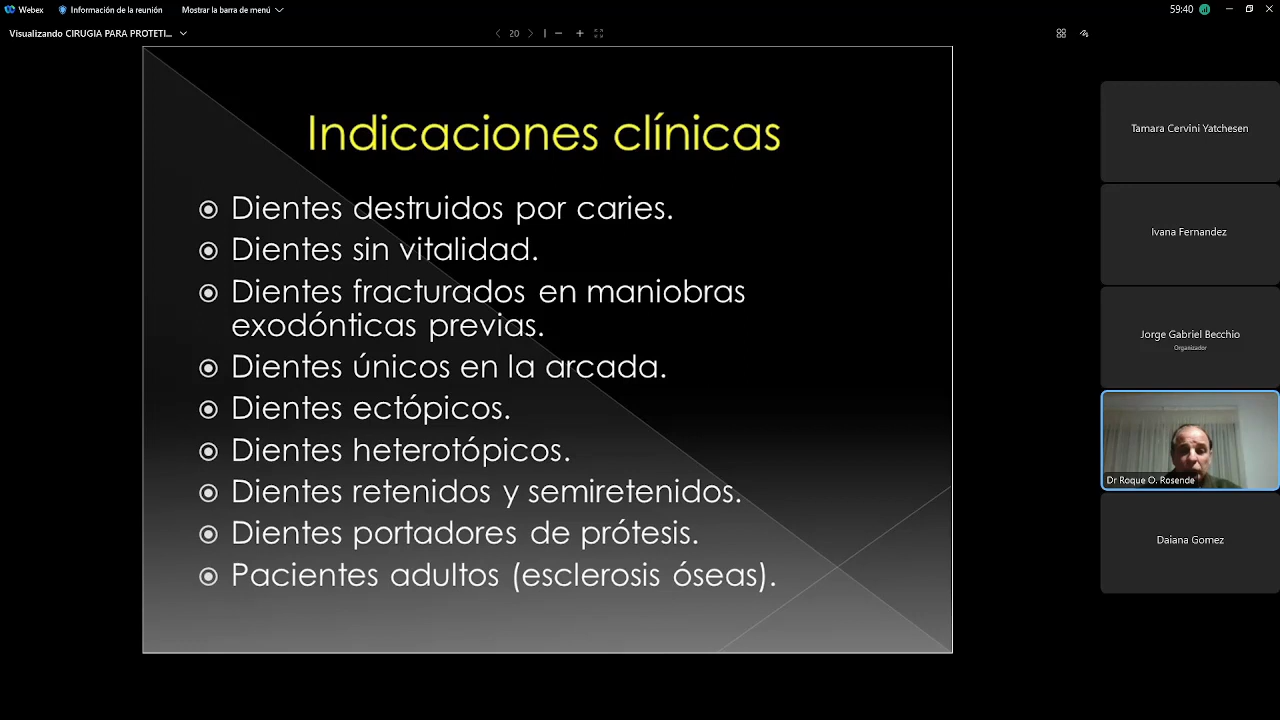 Webex
Información de la reunión
Mostrar la barra de menú
59:40
Visualizando CIRUGIA PARA PROTETI...
20
Indicaciones clínicas
Dientes destruidos por caries.
Dientes sin vitalidad.
Dientes fracturados en maniobras
exodónticas previas.
Dientes únicos en la arcada.
Dientes ectópicos.
Dientes heterotópicos.
Dientes retenidos y semiretenidos.
Dientes portadores de prótesis.
Pacientes adultos (esclerosis óseas).
Tamara Cervini Yatchesen
Ivana Fernandez
Jorge Gabriel Becchio
Organizador
Dr Roque O. Rosende
Daiana Gomez